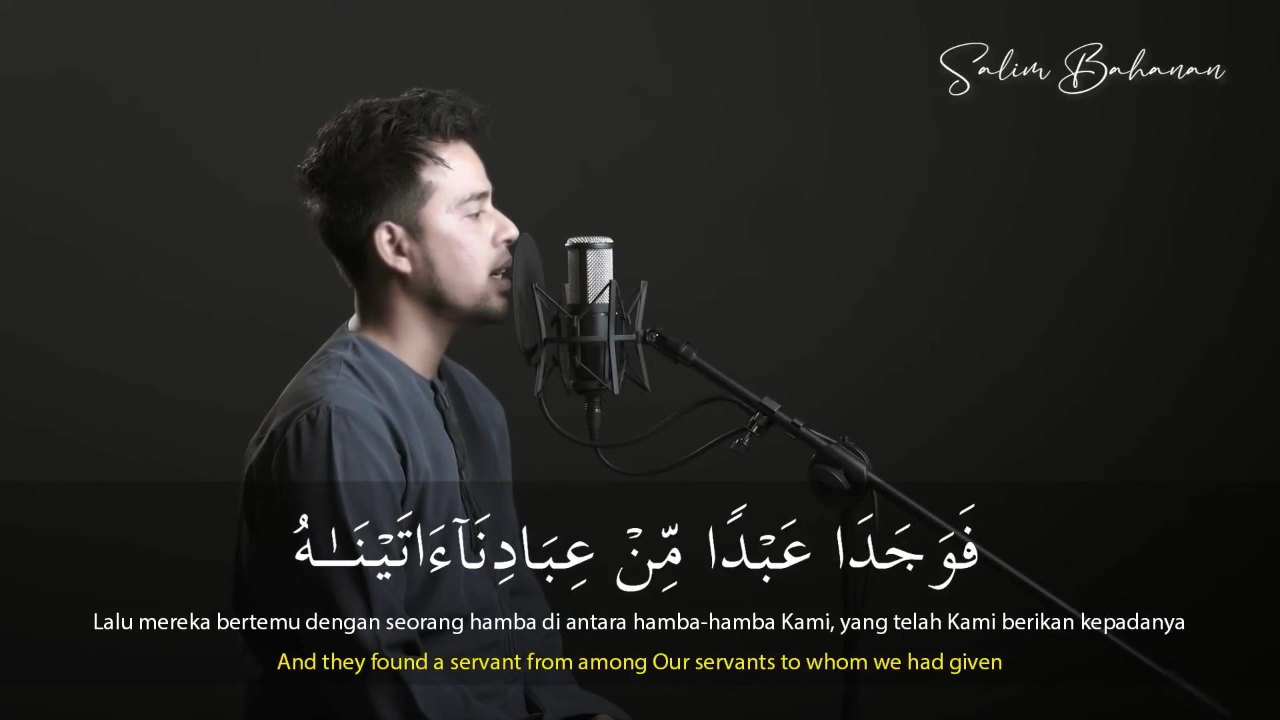 Salim Bahanan
فَوَجَدَا عَبْدًا مِّنْ عِبَادِنَآ ءَاتَيْنَـٰهُ
Lalu mereka bertemu dengan seorang hamba di antara hamba-hamba Kami, yang telah Kami berikan kepadanya
And they found a servant from among Our servants to whom we had given